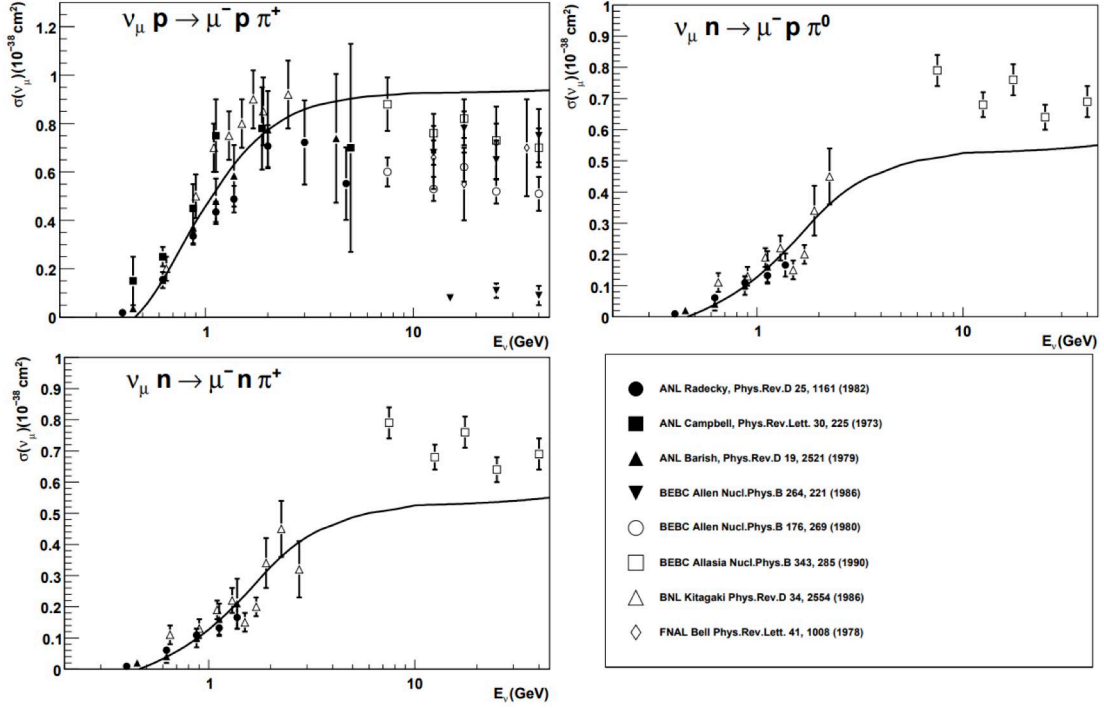 ν_μ p → μ⁻ p π⁺
σ(ν_μ)(10⁻³⁸ cm²)
1.2
1
0.8
0.6
0.4
0.2
0
1
10
E_ν(GeV)
ν_μ n → μ⁻ p π⁰
σ(ν_μ)(10⁻³⁸ cm²)
1
0.9
0.8
0.7
0.6
0.5
0.4
0.3
0.2
0.1
0
1
10
E_ν(GeV)
ν_μ n → μ⁻ n π⁺
σ(ν_μ)(10⁻³⁸ cm²)
1
0.9
0.8
0.7
0.6
0.5
0.4
0.3
0.2
0.1
0
1
10
E_ν(GeV)
ANL Radecky, Phys.Rev.D 25, 1161 (1982)
ANL Campbell, Phys.Rev.Lett. 30, 225 (1973)
ANL Barish, Phys.Rev.D 19, 2521 (1979)
BEBC Allen Nucl.Phys.B 264, 221 (1986)
BEBC Allen Nucl.Phys.B 176, 269 (1980)
BEBC Allasia Nucl.Phys.B 343, 285 (1990)
BNL Kitagaki Phys.Rev.D 34, 2554 (1986)
FNAL Bell Phys.Rev.Lett. 41, 1008 (1978)